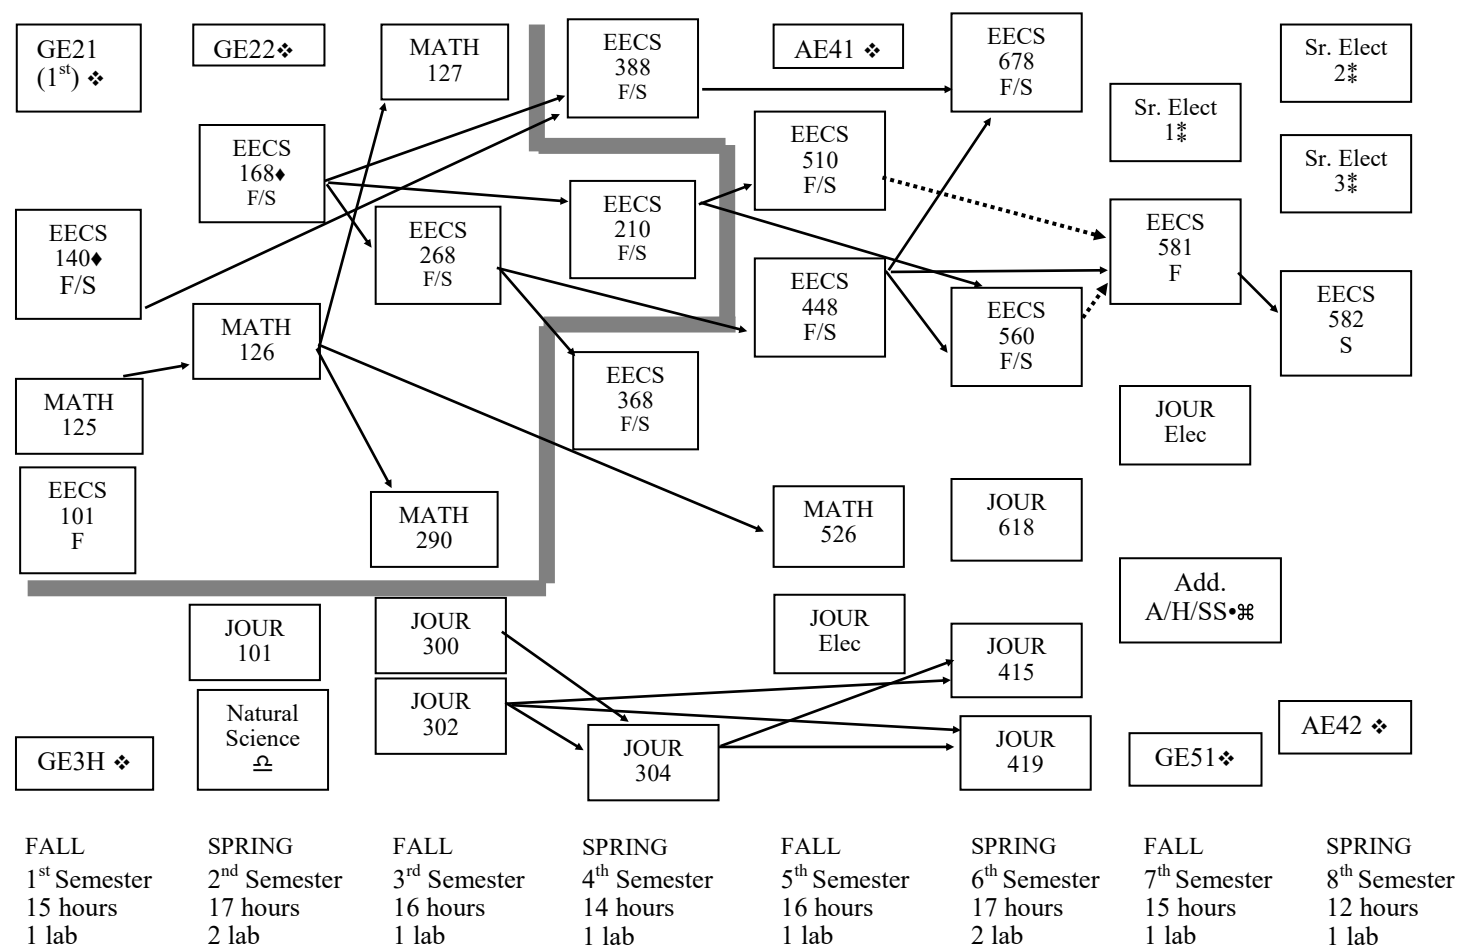 GE21
(1st) ❖
GE22❖
MATH
127
EECS
388
F/S
AE41 ❖
EECS
678
F/S
Sr. Elect
1⁑
Sr. Elect
2⁑
Sr. Elect
3⁑
EECS
168♦
F/S
EECS
510
F/S
EECS
140♦
F/S
EECS
268
F/S
EECS
210
F/S
EECS
581
F
MATH
126
EECS
448
F/S
EECS
560
F/S
EECS
582
S
MATH
125
EECS
368
F/S
JOUR
Elec
EECS
101
F
MATH
290
MATH
526
JOUR
618
Add.
A/H/SS•⌘
JOUR
101
JOUR
300
JOUR
Elec
JOUR
415
Natural
Science
♎
JOUR
302
JOUR
304
JOUR
419
GE3H ❖
GE51❖
AE42 ❖
FALL
1st Semester
15 hours
1 lab
SPRING
2nd Semester
17 hours
2 lab
FALL
3rd Semester
16 hours
1 lab
SPRING
4th Semester
14 hours
1 lab
FALL
5th Semester
16 hours
1 lab
SPRING
6th Semester
17 hours
2 lab
FALL
7th Semester
15 hours
1 lab
SPRING
8th Semester
12 hours
1 lab